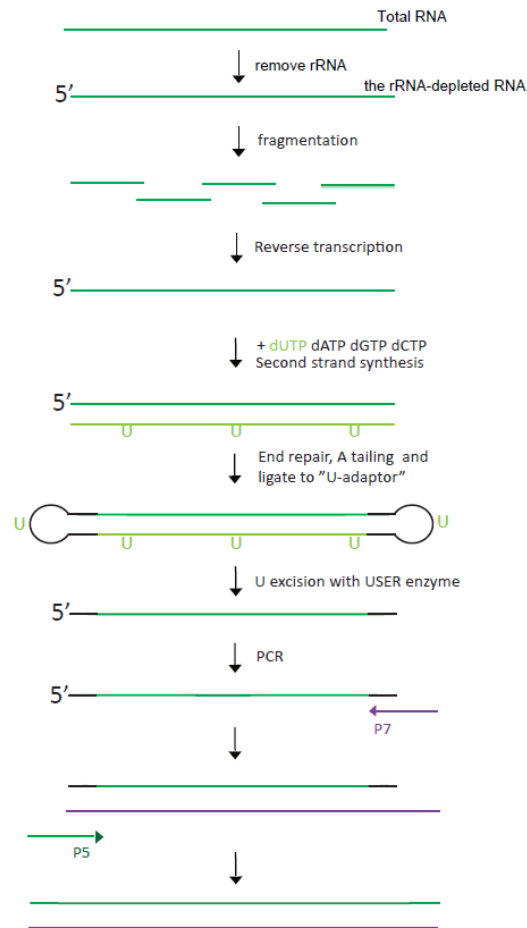 Total RNA
remove rRNA
5’ the rRNA-depleted RNA
fragmentation
Reverse transcription
5’
+ dUTP dATP dGTP dCTP
Second strand synthesis
5’
U U U
End repair, A tailing and
ligate to ”U-adaptor”
U U
U U U
U excision with USER enzyme
5’
PCR
5’
P7
P5